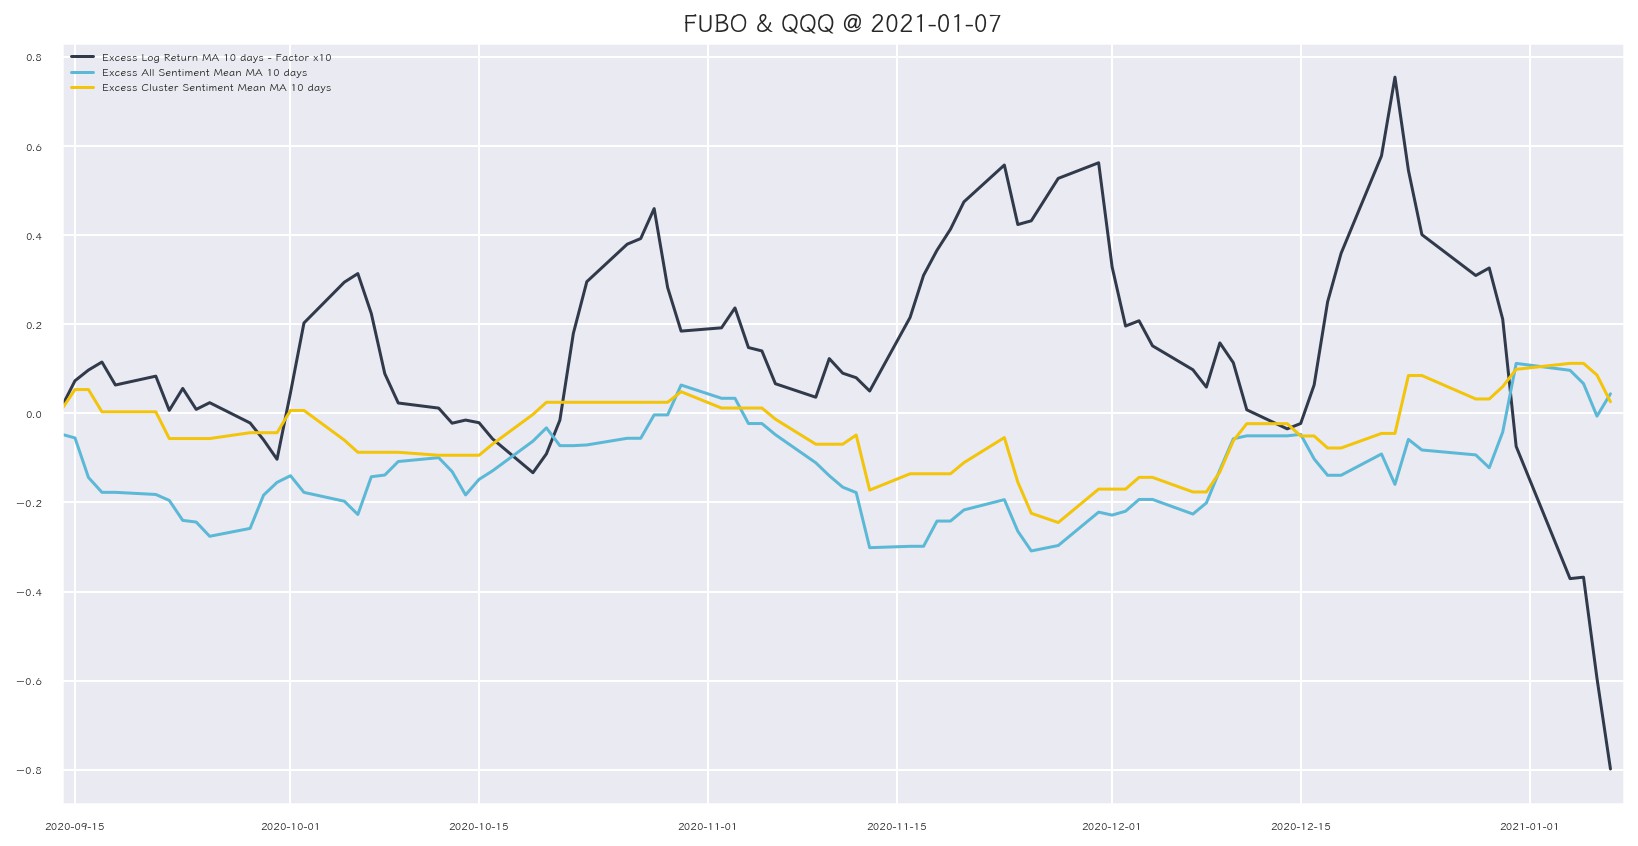 FUBO & QQQ @ 2021-01-07
Excess Log Return MA 10 days - Factor x10
Excess All Sentiment Mean MA 10 days
Excess Cluster Sentiment Mean MA 10 days
0.8
0.6
0.4
0.2
0.0
−0.2
−0.4
−0.6
−0.8
2020-09-15 2020-10-01 2020-10-15 2020-11-01 2020-11-15 2020-12-01 2020-12-15 2021-01-01